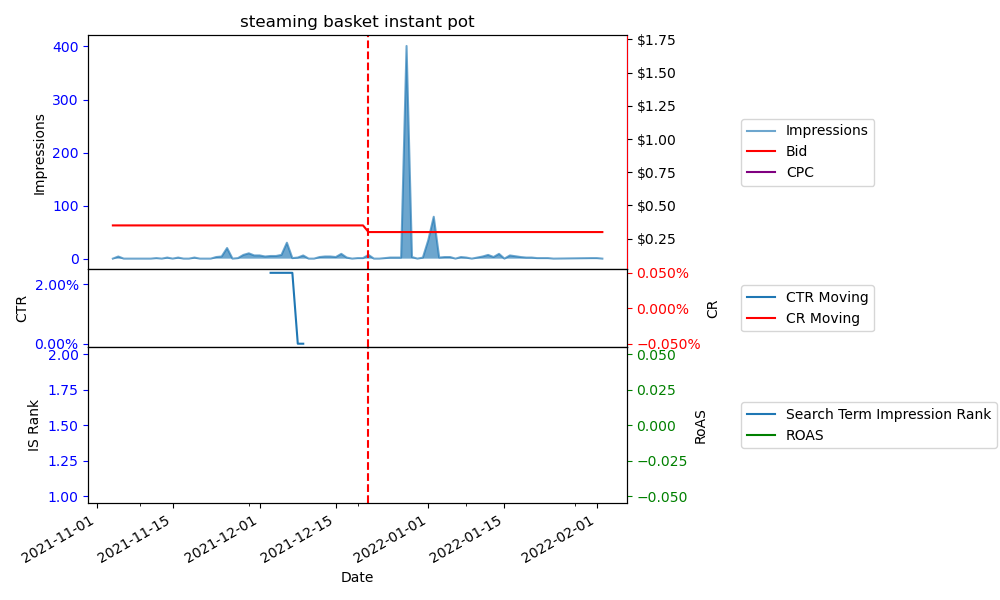 steaming basket instant pot
400
300
200
100
0
Impressions
$1.75
$1.50
$1.25
$1.00
$0.75
$0.50
$0.25
Impressions
Bid
CPC
2.00%
0.00%
CTR
0.050%
0.000%
−0.050%
CR
CTR Moving
CR Moving
2.00
1.75
1.50
1.25
1.00
IS Rank
0.050
0.025
0.000
−0.025
−0.050
RoAS
Search Term Impression Rank
ROAS
2021-11-01
2021-11-15
2021-12-01
2021-12-15
2022-01-01
2022-01-15
2022-02-01
Date